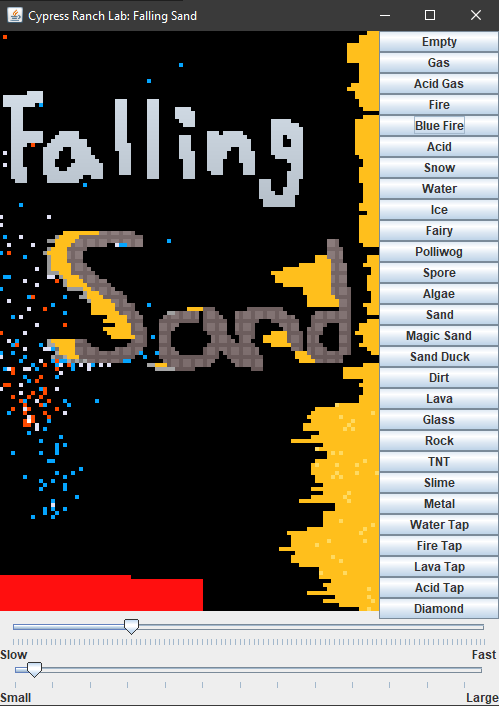 Cypress Ranch Lab: Falling Sand
Falling
Sand
Empty
Gas
Acid Gas
Fire
Blue Fire
Acid
Snow
Water
Ice
Fairy
Polliwog
Spore
Algae
Sand
Magic Sand
Sand Duck
Dirt
Lava
Glass
Rock
TNT
Slime
Metal
Water Tap
Fire Tap
Lava Tap
Acid Tap
Diamond
Slow Fast
Small Large